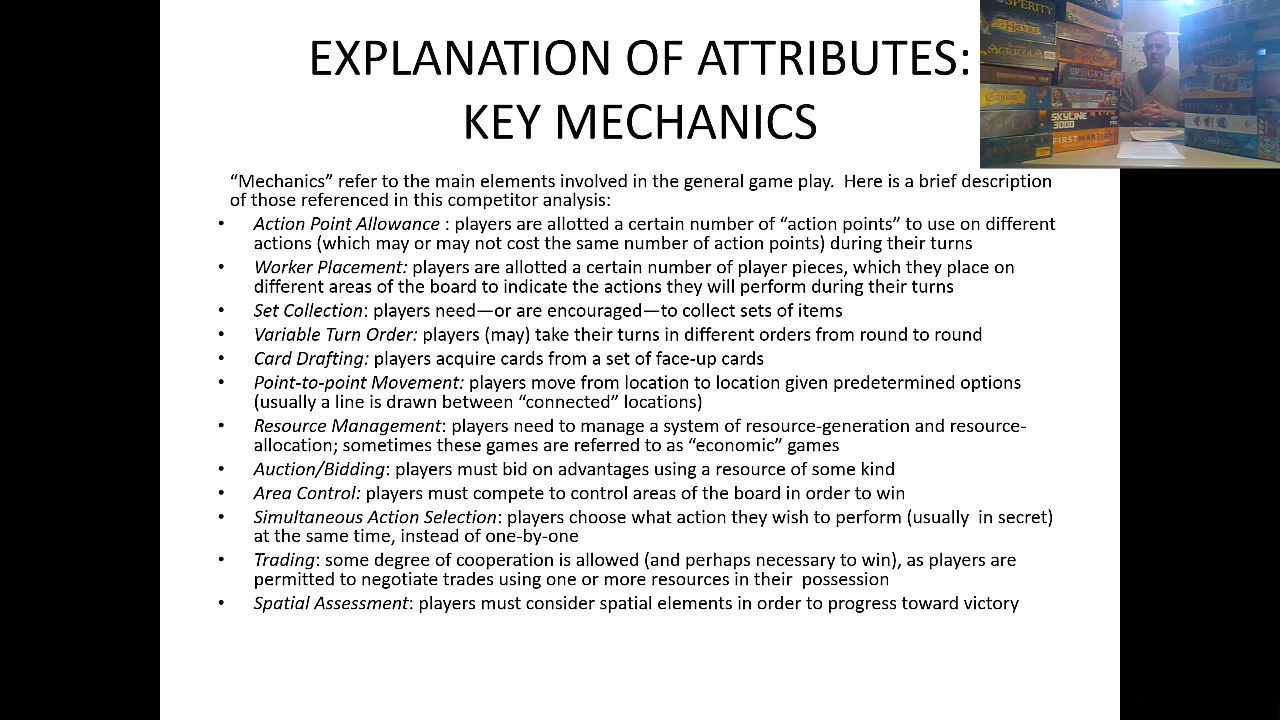 EXPLANATION OF ATTRIBUTES:
KEY MECHANICS
“Mechanics” refer to the main elements involved in the general game play.  Here is a brief description
of those referenced in this competitor analysis:
• Action Point Allowance : players are allotted a certain number of “action points” to use on different
actions (which may or may not cost the same number of action points) during their turns
• Worker Placement: players are allotted a certain number of player pieces, which they place on
different areas of the board to indicate the actions they will perform during their turns
• Set Collection: players need—or are encouraged—to collect sets of items
• Variable Turn Order: players (may) take their turns in different orders from round to round
• Card Drafting: players acquire cards from a set of face-up cards
• Point-to-point Movement: players move from location to location given predetermined options
(usually a line is drawn between “connected” locations)
• Resource Management: players need to manage a system of resource-generation and resource-
allocation; sometimes these games are referred to as “economic” games
• Auction/Bidding: players must bid on advantages using a resource of some kind
• Area Control: players must compete to control areas of the board in order to win
• Simultaneous Action Selection: players choose what action they wish to perform (usually  in secret)
at the same time, instead of one-by-one
• Trading: some degree of cooperation is allowed (and perhaps necessary to win), as players are
permitted to negotiate trades using one or more resources in their  possession
• Spatial Assessment: players must consider spatial elements in order to progress toward victory
AGRICOLA
SKYLINE
3000